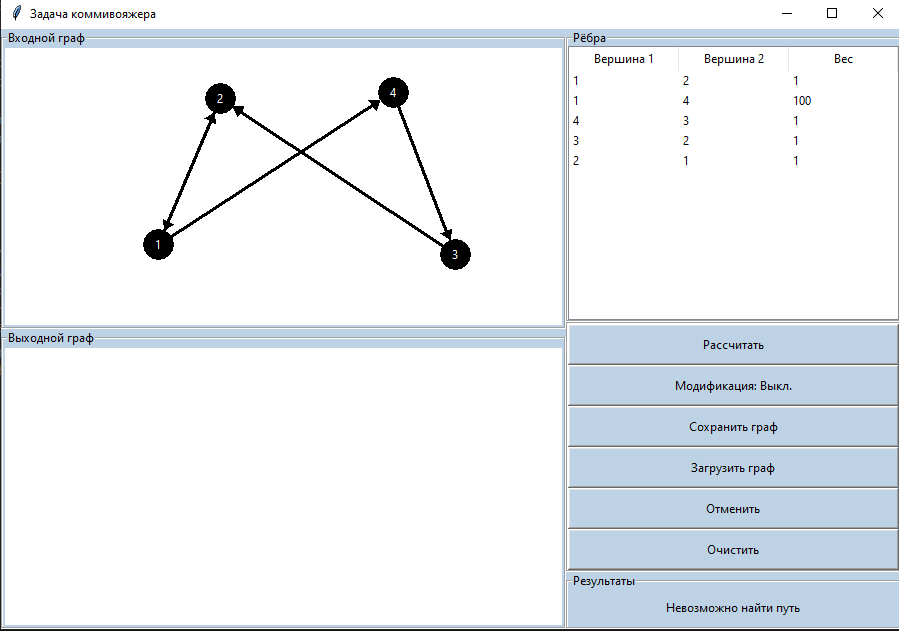 Задача коммивояжера
Входной граф
2
4
1
3
Выходной граф
Рёбра
Вершина 1 Вершина 2 Вес
1 2 1
1 4 100
4 3 1
3 2 1
2 1 1
Рассчитать
Модификация: Выкл.
Сохранить граф
Загрузить граф
Отменить
Очистить
Результаты
Невозможно найти путь